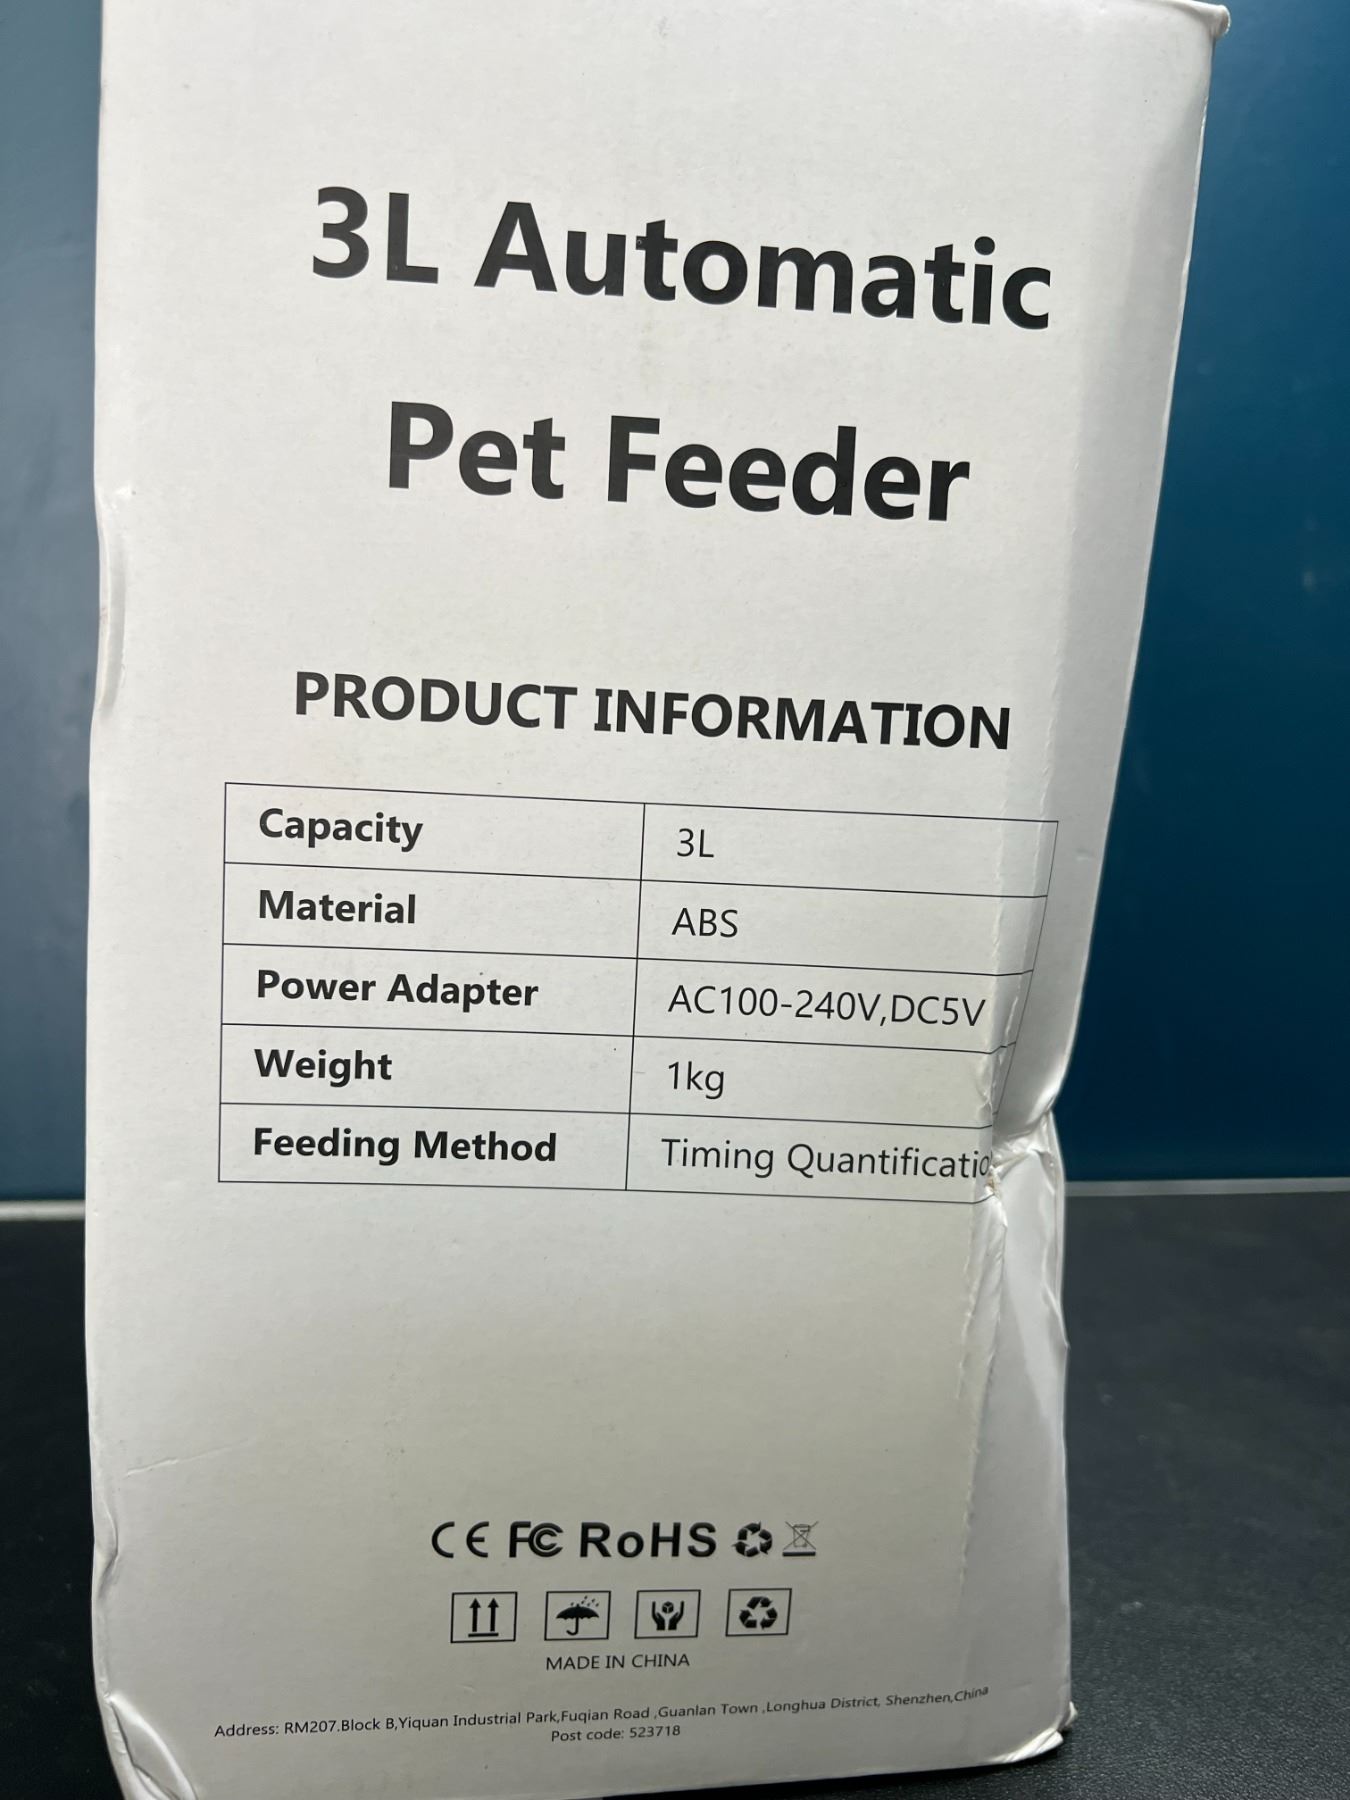 3L Automatic
Pet Feeder
PRODUCT INFORMATION
Capacity 3L
Material ABS
Power Adapter AC100-240V,DC5V
Weight 1kg
Feeding Method Timing Quantificatio
CE FC RoHS
MADE IN CHINA
Address: RM207.Block B,Yiquan Industrial Park,Fuqian Road ,Guanlan Town ,Longhua District, Shenzhen,China
Post code: 523718